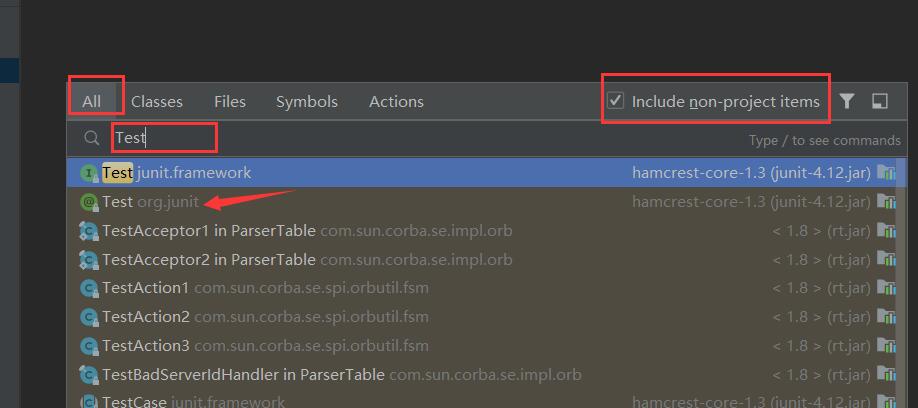 All Classes Files Symbols Actions Include non-project items
Test Type / to see commands
Test junit.framework hamcrest-core-1.3 (junit-4.12.jar)
Test org.junit hamcrest-core-1.3 (junit-4.12.jar)
TestAcceptor1 in ParserTable com.sun.corba.se.impl.orb < 1.8 > (rt.jar)
TestAcceptor2 in ParserTable com.sun.corba.se.impl.orb < 1.8 > (rt.jar)
TestAction1 com.sun.corba.se.spi.orbutil.fsm < 1.8 > (rt.jar)
TestAction2 com.sun.corba.se.spi.orbutil.fsm < 1.8 > (rt.jar)
TestAction3 com.sun.corba.se.spi.orbutil.fsm < 1.8 > (rt.jar)
TestBadServerIdHandler in ParserTable com.sun.corba.se.impl.orb < 1.8 > (rt.jar)
TestCase junit.framework hamcrest-core-1.3 (junit-4.12.jar)